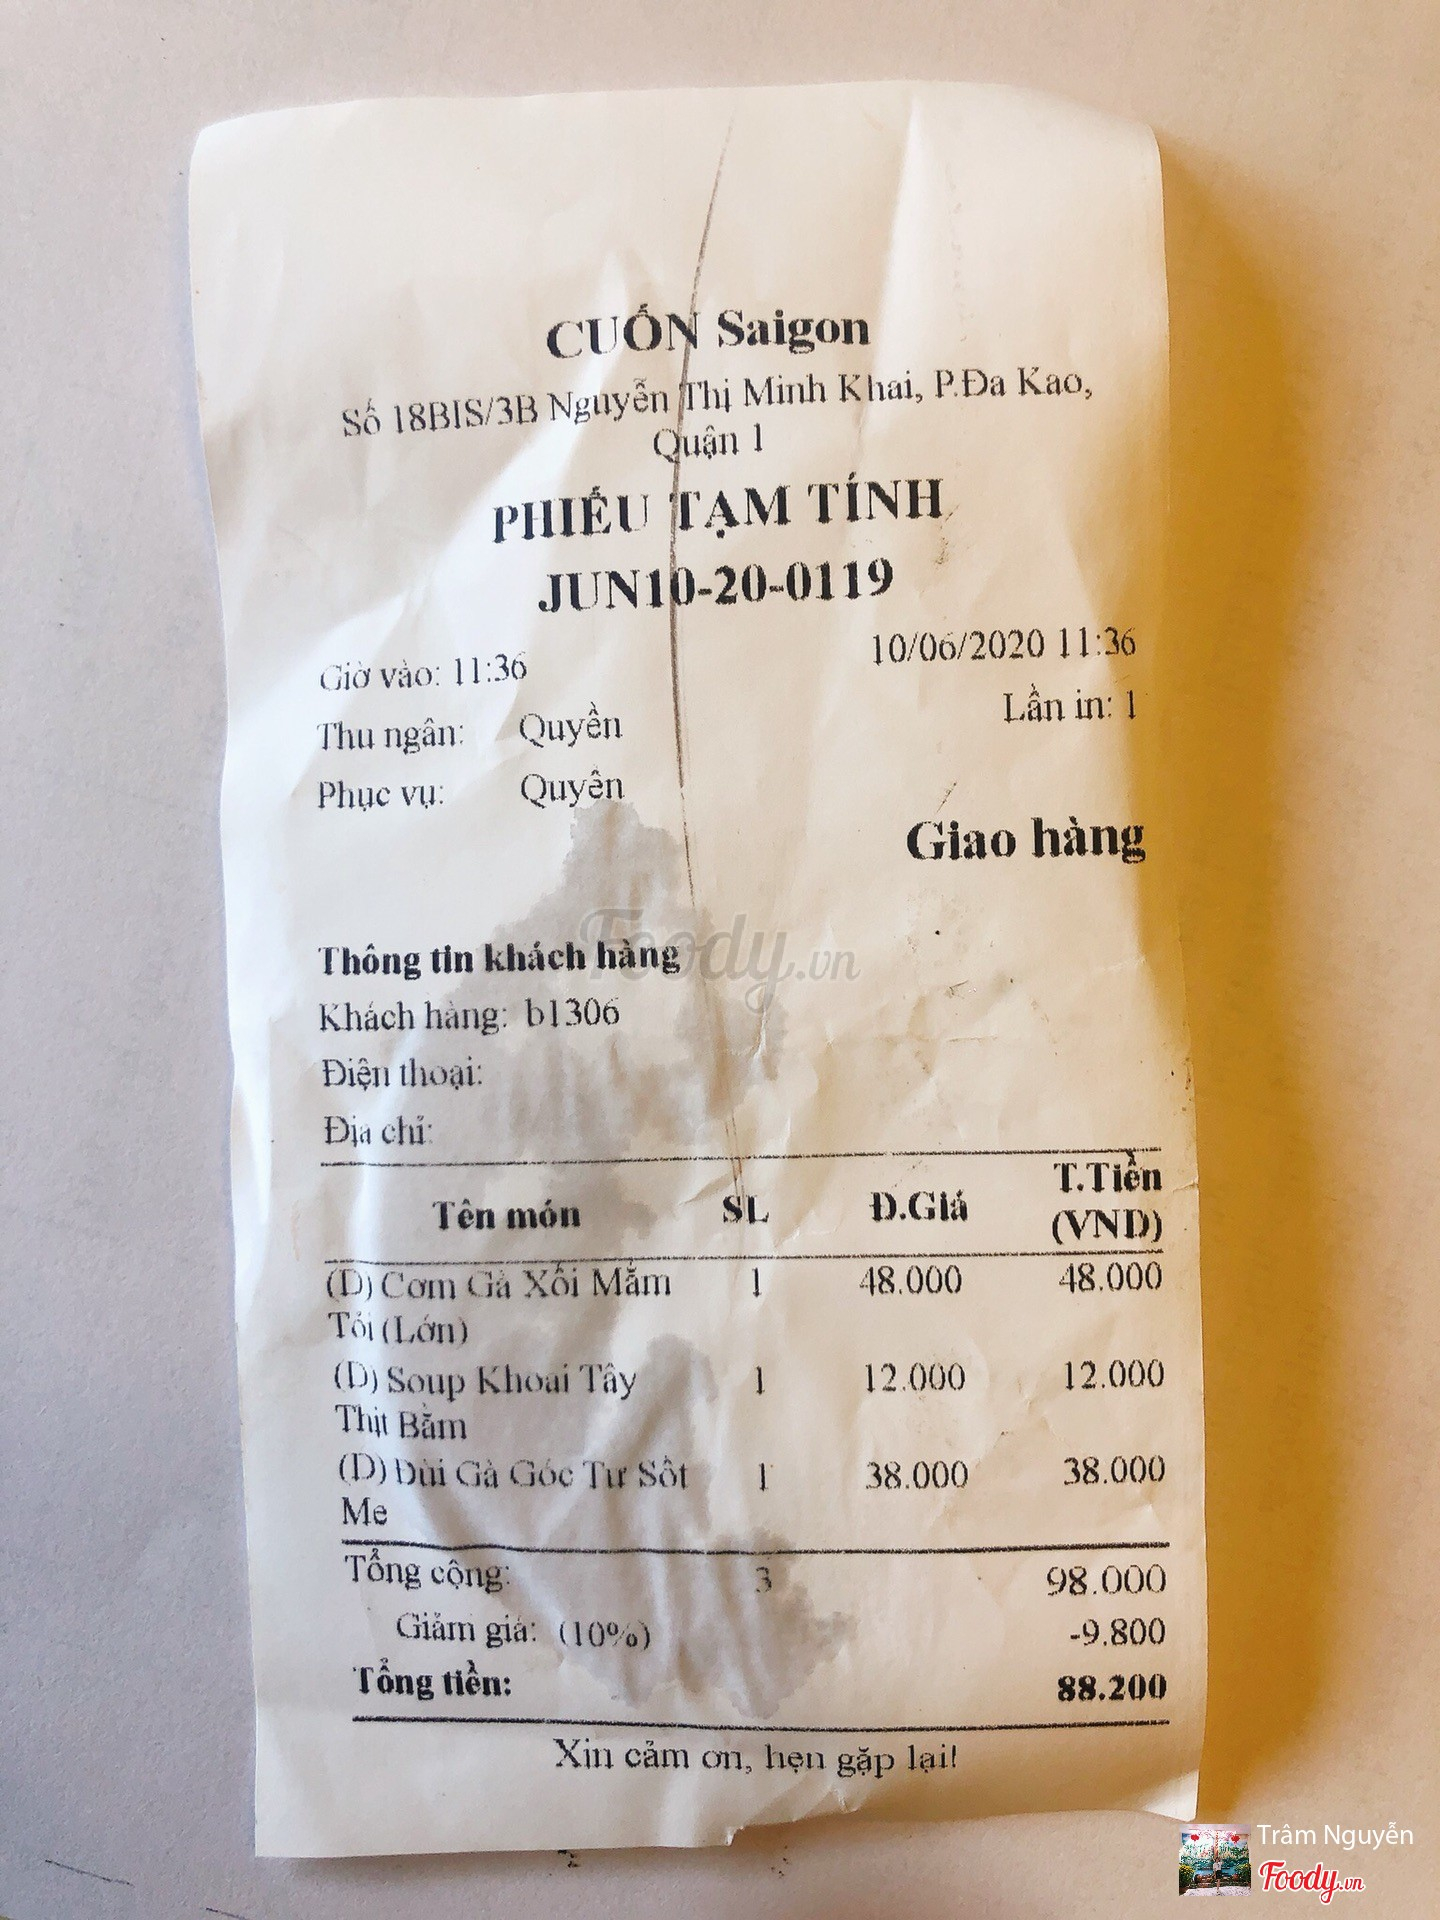 CUỐN Saigon
Số 18BIS/3B Nguyễn Thị Minh Khai, P.Đa Kao,
Quận 1
PHIẾU TẠM TÍNH
JUN10-20-0119
10/06/2020 11:36
Giờ vào: 11:36
Lần in: 1
Thu ngân: Quyền
Phục vụ: Quyền
Giao hàng
Foody.vn
Thông tin khách hàng
Khách hàng: b1306
Điện thoại:
Địa chỉ:
Tên món SL Đ.Giá T.Tiền
(VND)
(D) Cơm Gà Xối Mắm 1 48.000 48.000
Tỏi (Lớn)
(D) Soup Khoai Tây 1 12.000 12.000
Thịt Bằm
(D) Đùi Gà Góc Tư Sốt 1 38.000 38.000
Me
Tổng cộng: 3 98.000
Giảm giá: (10%) -9.800
Tổng tiền: 88.200
Xin cảm ơn, hẹn gặp lại!
Trâm Nguyễn
Foody.vn